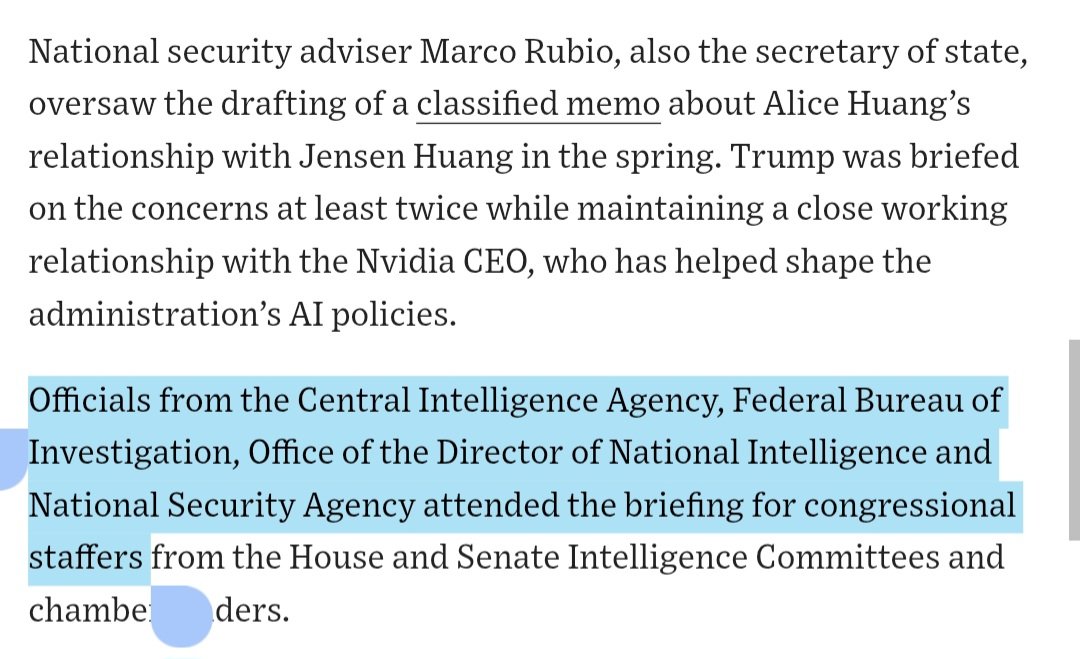 National security adviser Marco Rubio, also the secretary of state,
oversaw the drafting of a classified memo about Alice Huang’s
relationship with Jensen Huang in the spring. Trump was briefed
on the concerns at least twice while maintaining a close working
relationship with the Nvidia CEO, who has helped shape the
administration’s AI policies.
Officials from the Central Intelligence Agency, Federal Bureau of
Investigation, Office of the Director of National Intelligence and
National Security Agency attended the briefing for congressional
staffers from the House and Senate Intelligence Committees and